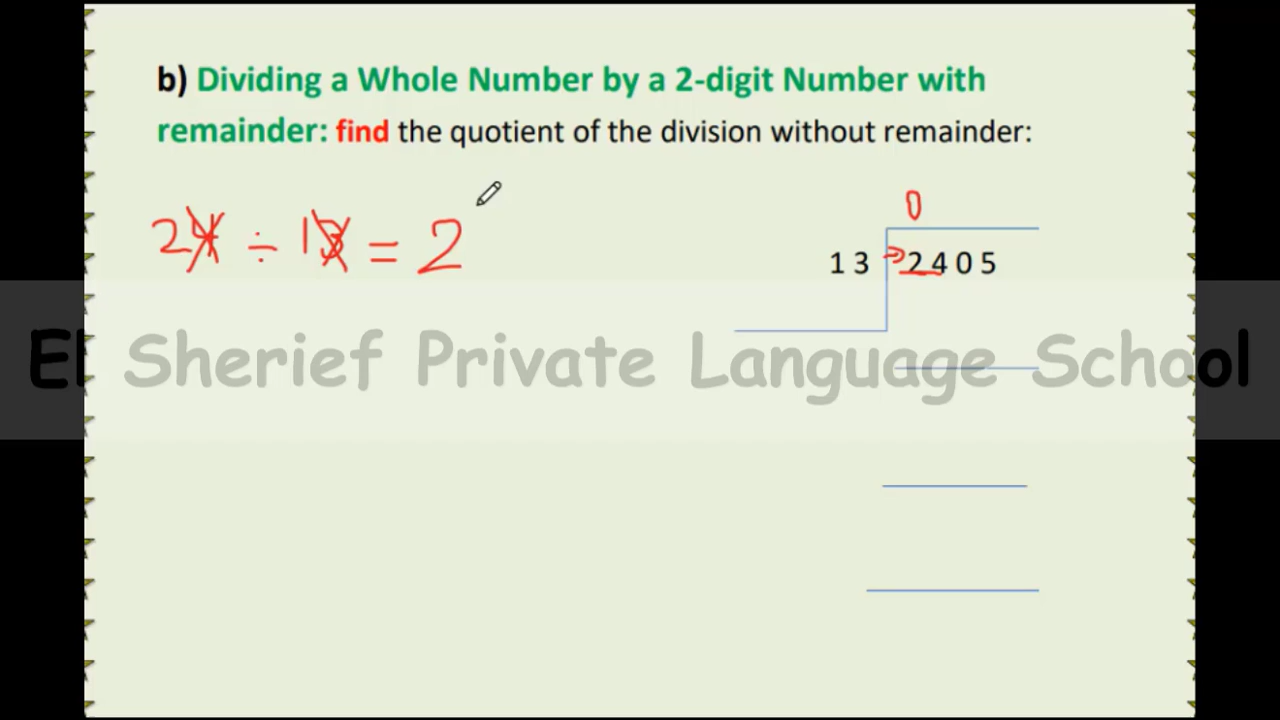 b) Dividing a Whole Number by a 2-digit Number with
remainder: find the quotient of the division without remainder:
0
24 ÷ 13 = 2
13 2405
El Sherief Private Language School